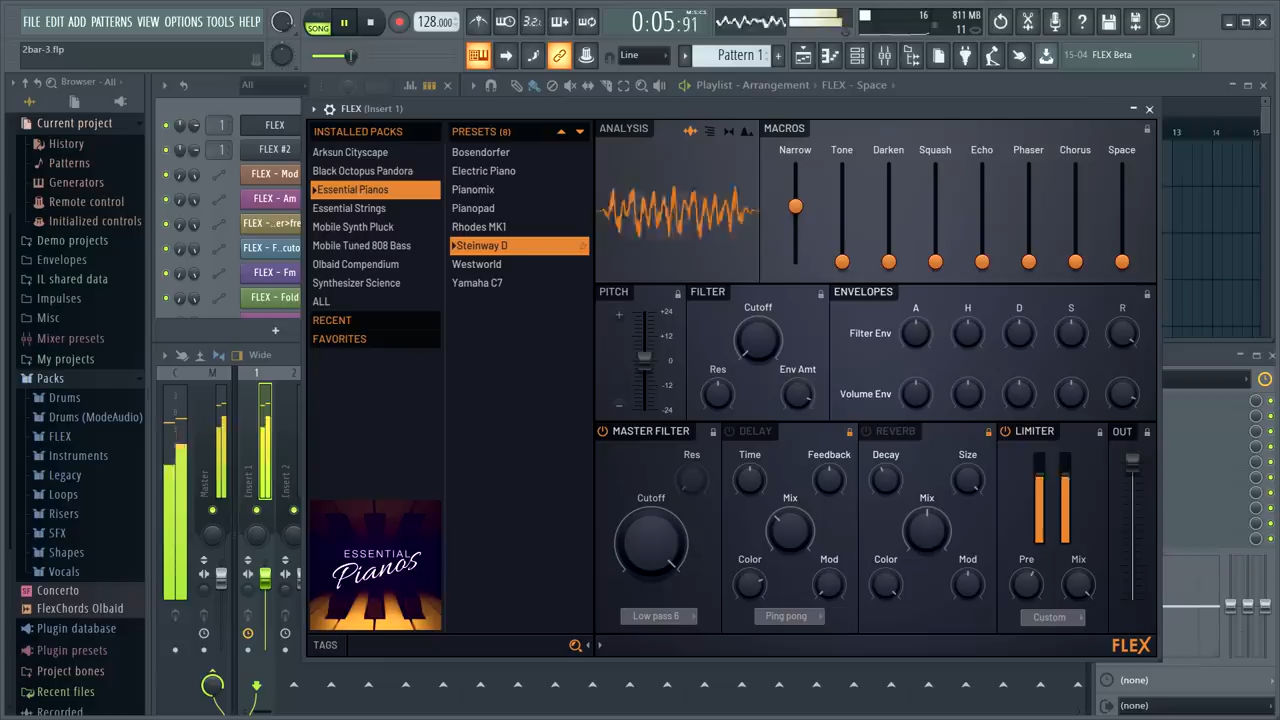 FILE EDIT ADD PATTERNS VIEW OPTIONS TOOLS HELP
2bar-3.flp
SONG
128.000
3.2.
0:05:91
M:S:CS
16
811 MB
11
Line
Pattern 1
15-04 FLEX Beta
Browser - All
All
Playlist - Arrangement
FLEX - Space
Current project
History
Patterns
Generators
Remote control
Initialized controls
Demo projects
Envelopes
IL shared data
Impulses
Misc
Mixer presets
My projects
Packs
Drums
Drums (ModeAudio)
FLEX
Instruments
Legacy
Loops
Risers
SFX
Shapes
Vocals
Concerto
FlexChords Olbaid
Plugin database
Plugin presets
Project bones
Recent files
Recorded
1
FLEX
1
FLEX #2
FLEX - Mod
FLEX - Am
FLEX -..er>fre
FLEX - F..cuto
FLEX - Fm
FLEX - Fold
Wide
C
M
1
2
Master
Insert 1
Insert 2
FLEX (Insert 1)
INSTALLED PACKS
Arksun Cityscape
Black Octopus Pandora
Essential Pianos
Essential Strings
Mobile Synth Pluck
Mobile Tuned 808 Bass
Olbaid Compendium
Synthesizer Science
ALL
RECENT
FAVORITES
ESSENTIAL
Pianos
TAGS
PRESETS (8)
Bosendorfer
Electric Piano
Pianomix
Pianopad
Rhodes MK1
Steinway D
Westworld
Yamaha C7
ANALYSIS
MACROS
Narrow
Tone
Darken
Squash
Echo
Phaser
Chorus
Space
PITCH
+24
+12
0
-12
-24
FILTER
Cutoff
Res
Env Amt
ENVELOPES
A
H
D
S
R
Filter Env
Volume Env
MASTER FILTER
Res
Cutoff
Low pass 6
DELAY
Time
Feedback
Mix
Color
Mod
Ping pong
REVERB
Decay
Size
Mix
Color
Mod
LIMITER
Pre
Mix
Custom
OUT
FLEX
13
14
15
(none)
(none)